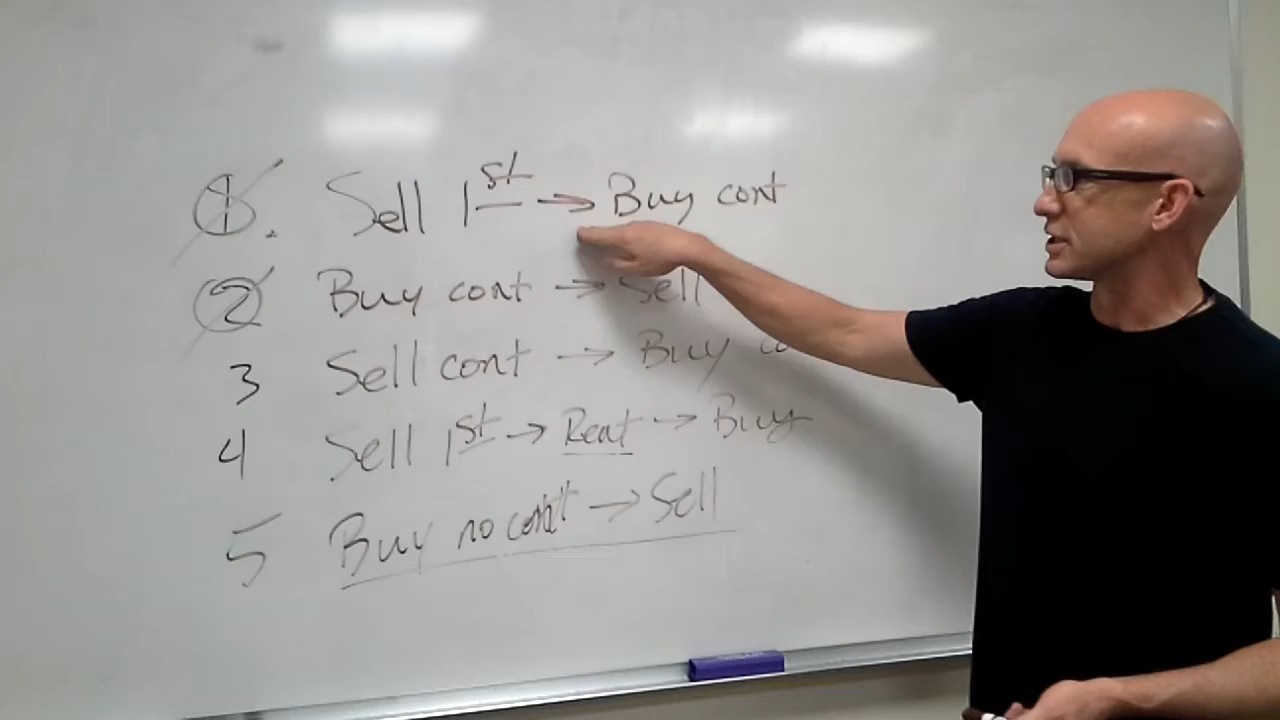 1. Sell 1st → Buy cont
2 Buy cont → Sell
3 Sell cont → Buy co
4 Sell 1st → Rent → Buy
5 Buy no cont → Sell